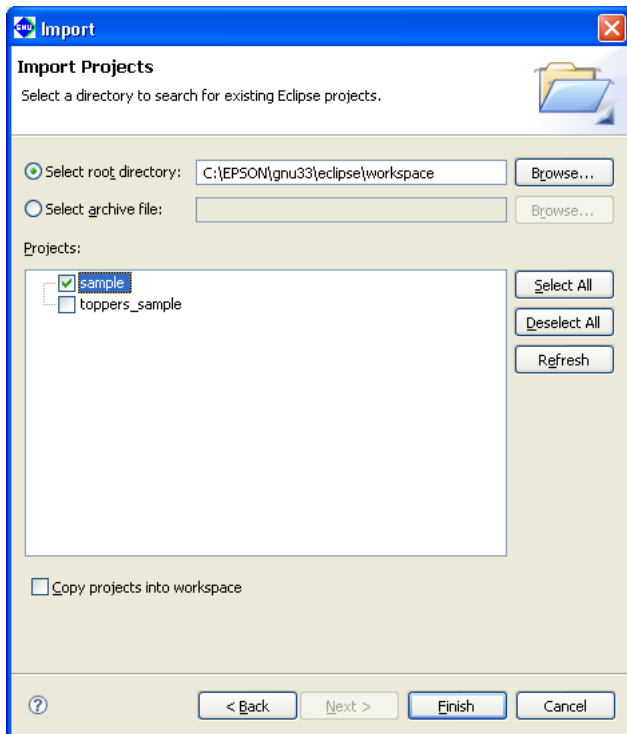 GNU Import
Import Projects
Select a directory to search for existing Eclipse projects.
Select root directory: C:\EPSON\gnu33\eclipse\workspace Browse...
Select archive file: Browse...
Projects:
sample
toppers_sample
Select All
Deselect All
Refresh
Copy projects into workspace
? < Back Next > Finish Cancel